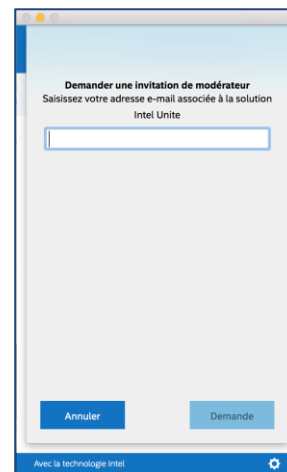 Demander une invitation de modérateur
Saisissez votre adresse e-mail associée à la solution
Intel Unite
Annuler
Demande
Avec la technologie Intel